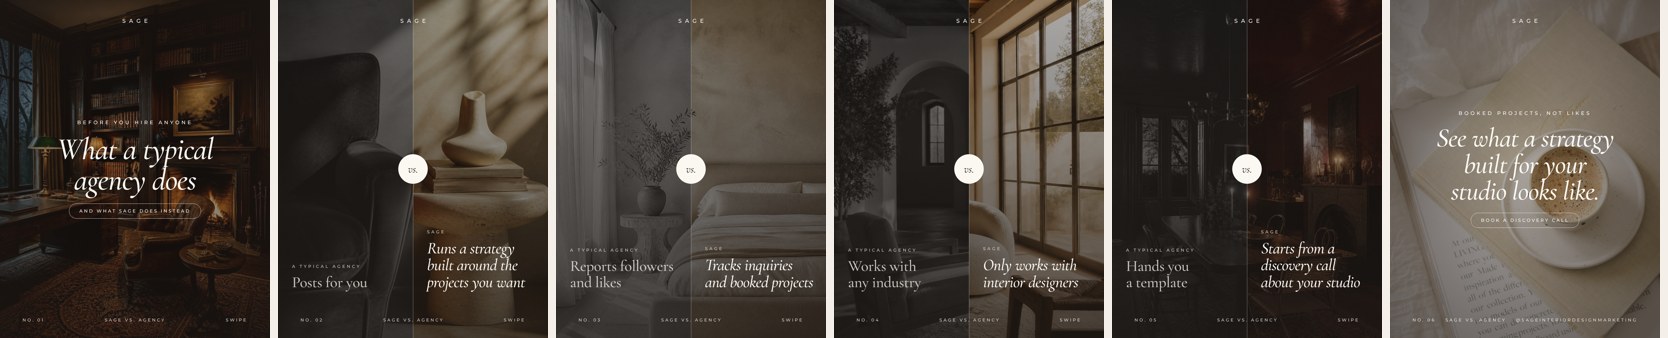 SAGE
BEFORE YOU HIRE ANYONE
What a typical
agency does
AND WHAT SAGE DOES INSTEAD
NO. 01
SAGE VS. AGENCY
SWIPE
SAGE
vs.
A TYPICAL AGENCY
Posts for you
SAGE
Runs a strategy
built around the
projects you want
NO. 02
SAGE VS. AGENCY
SWIPE
SAGE
vs.
A TYPICAL AGENCY
Reports followers
and likes
SAGE
Tracks inquiries
and booked projects
NO. 03
SAGE VS. AGENCY
SWIPE
SAGE
vs.
A TYPICAL AGENCY
Works with
any industry
SAGE
Only works with
interior designers
NO. 04
SAGE VS. AGENCY
SWIPE
SAGE
vs.
A TYPICAL AGENCY
Hands you
a template
SAGE
Starts from a
discovery call
about your studio
NO. 05
SAGE VS. AGENCY
SWIPE
SAGE
BOOKED PROJECTS, NOT LIKES
See what a strategy
built for your
studio looks like.
BOOK A DISCOVERY CALL
NO. 06
SAGE VS. AGENCY
@SAGEINTERIORDESIGNMARKETING